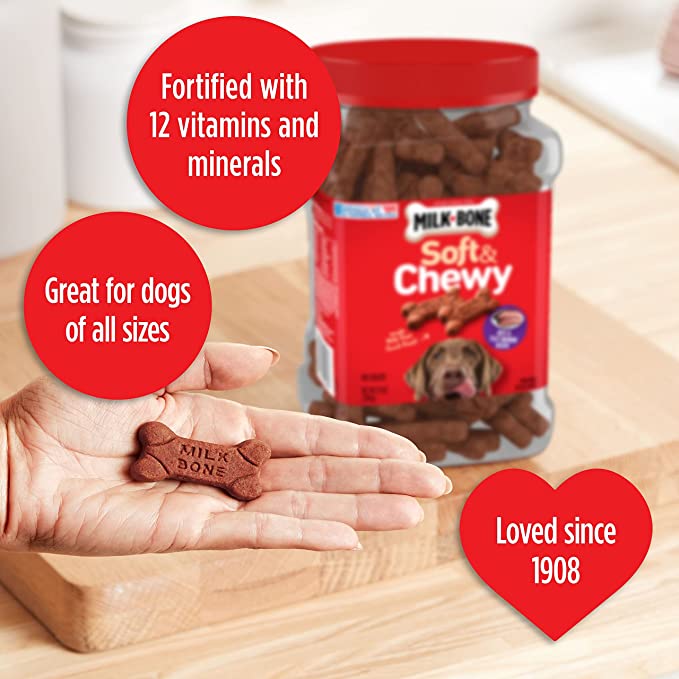 Fortified with
12 vitamins and
minerals
Great for dogs
of all sizes
MILK-BONE
Soft&
Chewy
MILK
BONE
Loved since
1908